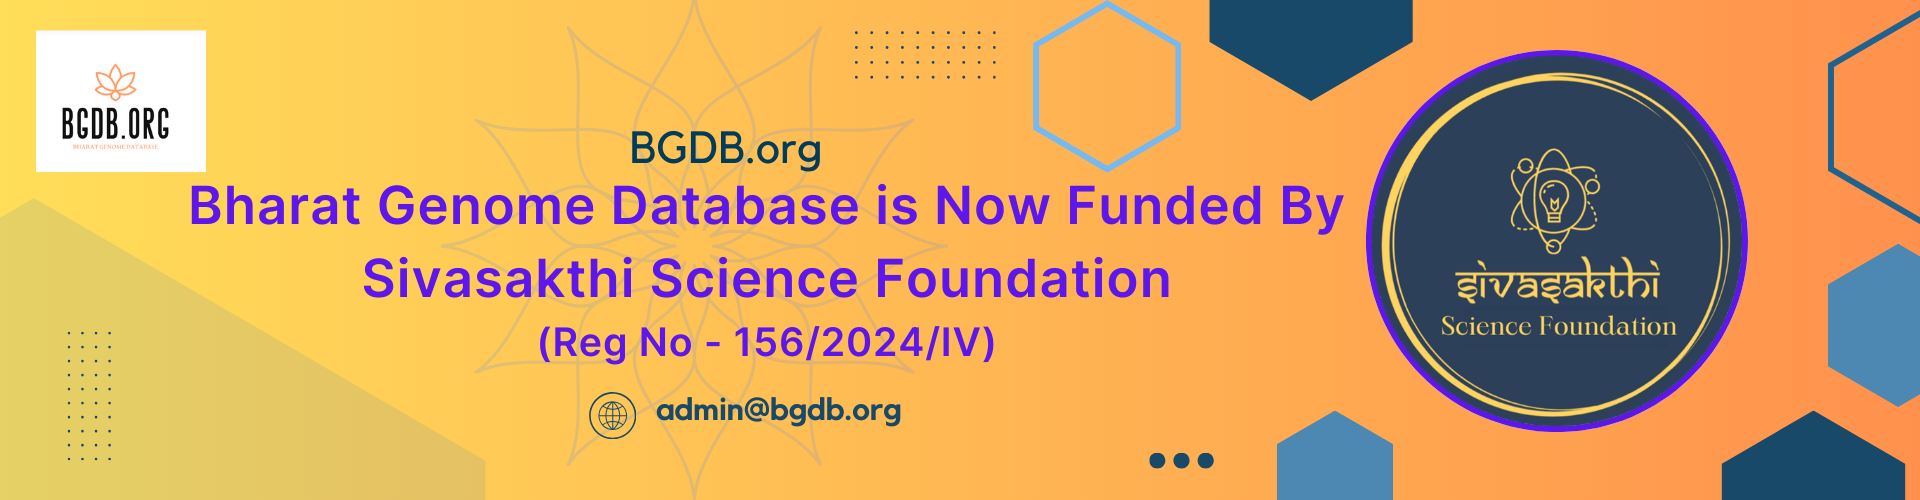 BGDB.ORG
BHARAT GENOME DATABASE
BGDB.org
Bharat Genome Database is Now Funded By
Sivasakthi Science Foundation
(Reg No - 156/2024/IV)
admin@bgdb.org
sivasakthi
Science Foundation